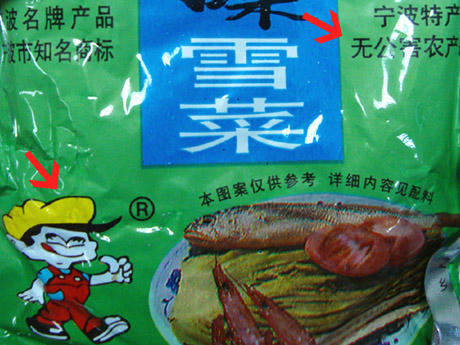 波名牌产品
波市知名商标
宁波特产
无公害农产
雪菜
本图案仅供参考 详细内容见配料
®